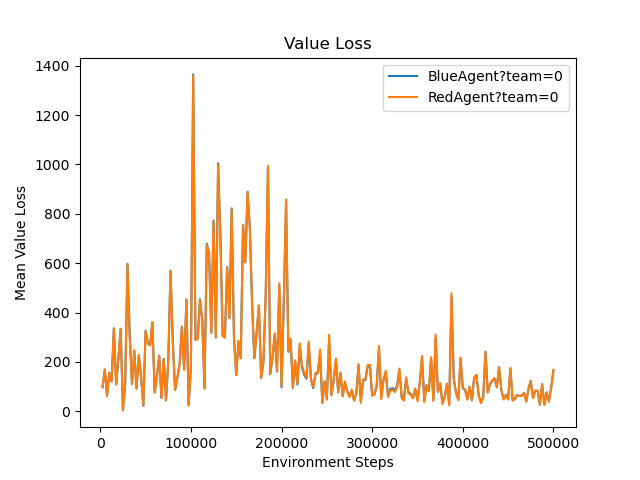 Value Loss
BlueAgent?team=0
RedAgent?team=0
Mean Value Loss
1400
1200
1000
800
600
400
200
0
0 100000 200000 300000 400000 500000
Environment Steps